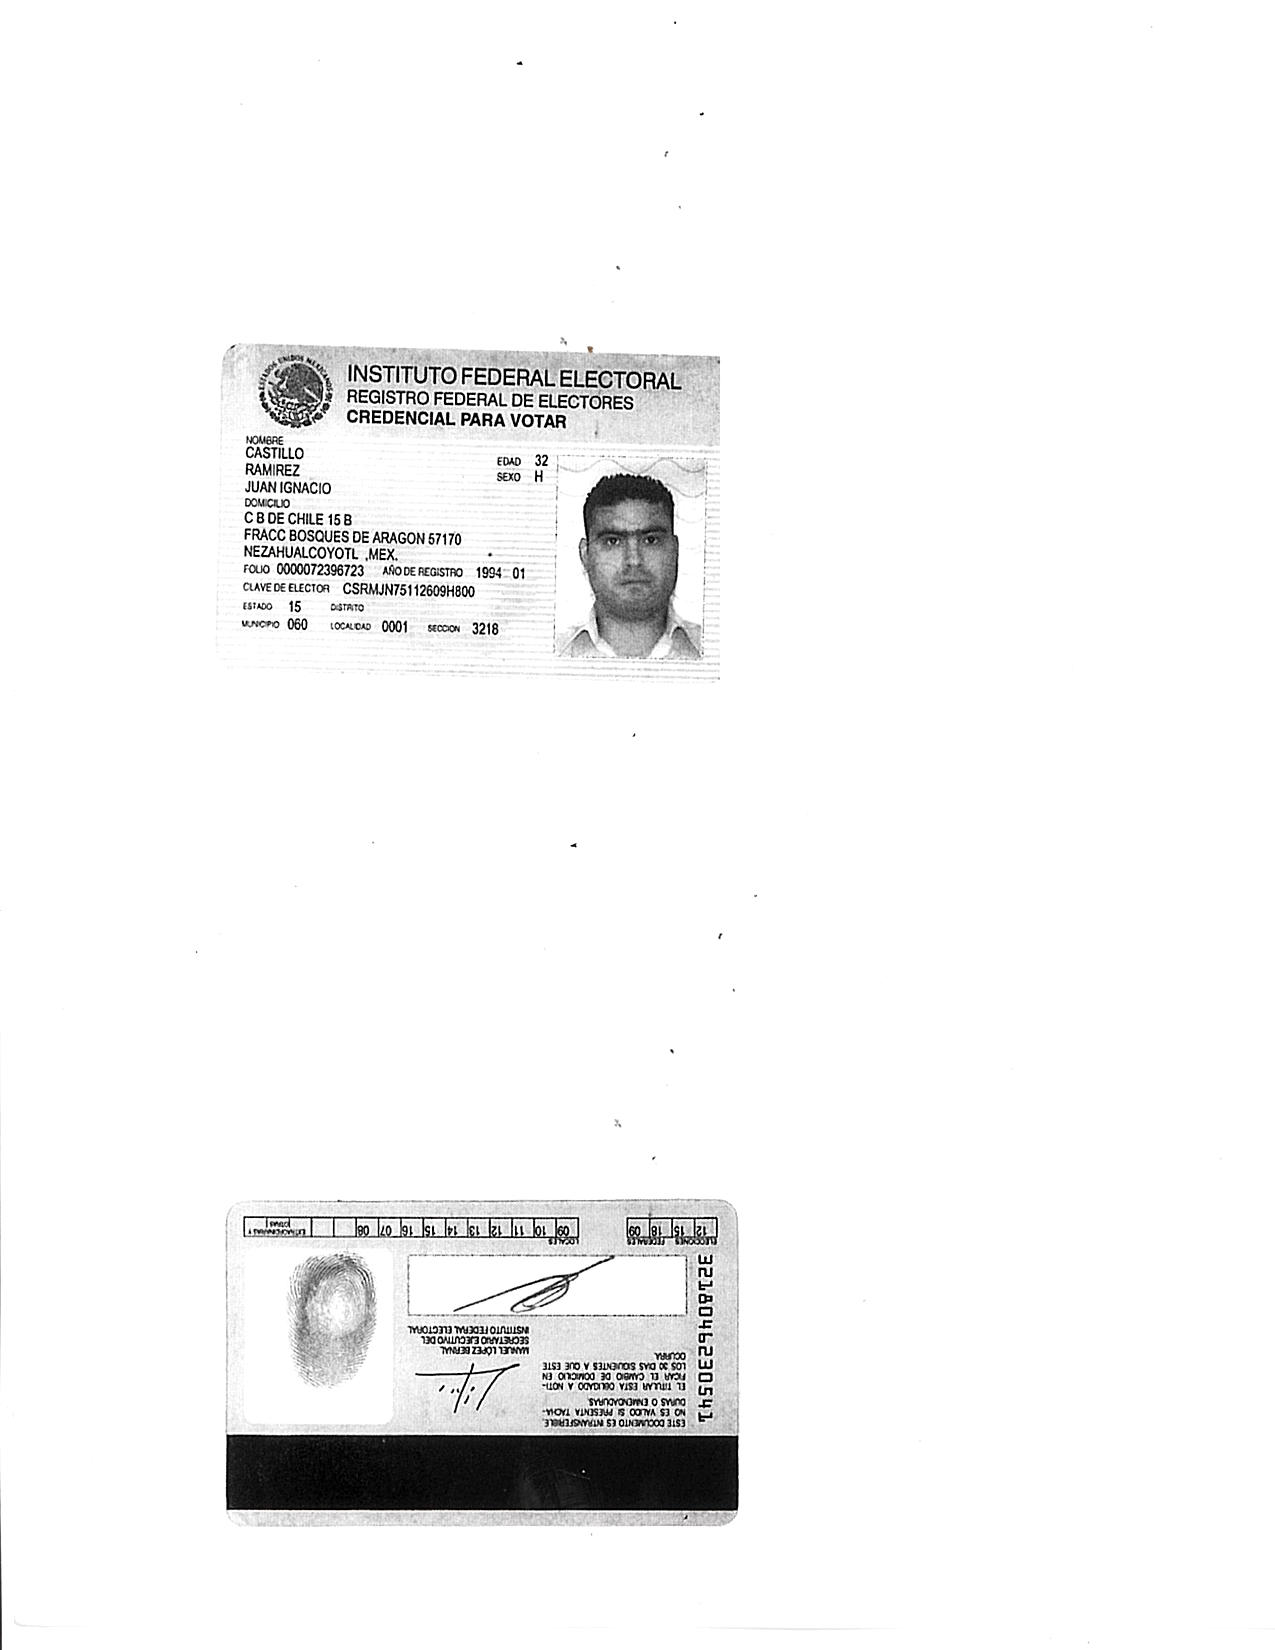 ESTADOS UNIDOS MEXICANOS
INSTITUTO FEDERAL ELECTORAL
REGISTRO FEDERAL DE ELECTORES
CREDENCIAL PARA VOTAR
NOMBRE
CASTILLO
RAMIREZ
JUAN IGNACIO
EDAD 32
SEXO H
DOMICILIO
C B DE CHILE 15 B
FRACC BOSQUES DE ARAGON 57170
NEZAHUALCOYOTL ,MEX.
FOLIO 0000072396723 AÑO DE REGISTRO 1994 01
CLAVE DE ELECTOR CSRMJN75112609H800
ESTADO 15 DISTRITO
MUNICIPIO 060 LOCALIDAD 0001 SECCION 3218
3218046230541
ESTE DOCUMENTO ES INTRANSFERIBLE.
NO ES VALIDO SI PRESENTA TACHA-
DURAS O ENMENDADURAS.
EL TITULAR ESTA OBLIGADO A NOTI-
FICAR EL CAMBIO DE DOMICILIO EN
LOS 30 DIAS SIGUIENTES A QUE ESTE
OCURRA.
MANUEL LÓPEZ BERNAL
SECRETARIO EJECUTIVO DEL
INSTITUTO FEDERAL ELECTORAL
ELECCIONES FEDERALES
12 15 18 09
LOCALES
09 10 11 12 13 14 15 16 07 08
EXTRAORDINARIAS Y
OTRAS